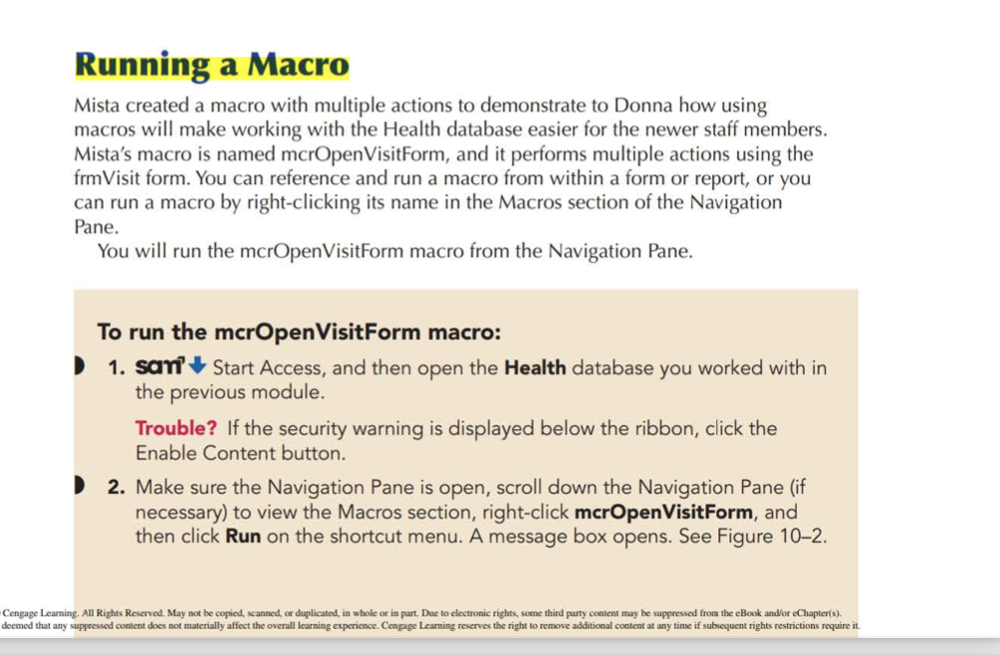 Running a Macro
Mista created a macro with multiple actions to demonstrate to Donna how using
macros will make working with the Health database easier for the newer staff members.
Mista’s macro is named mcrOpenVisitForm, and it performs multiple actions using the
frmVisit form. You can reference and run a macro from within a form or report, or you
can run a macro by right-clicking its name in the Macros section of the Navigation
Pane.
You will run the mcrOpenVisitForm macro from the Navigation Pane.
To run the mcrOpenVisitForm macro:
1. sam Start Access, and then open the Health database you worked with in
the previous module.
Trouble? If the security warning is displayed below the ribbon, click the
Enable Content button.
2. Make sure the Navigation Pane is open, scroll down the Navigation Pane (if
necessary) to view the Macros section, right-click mcrOpenVisitForm, and
then click Run on the shortcut menu. A message box opens. See Figure 10–2.
Cengage Learning. All Rights Reserved. May not be copied, scanned, or duplicated, in whole or in part. Due to electronic rights, some third party content may be suppressed from the eBook and/or eChapter(s).
deemed that any suppressed content does not materially affect the overall learning experience. Cengage Learning reserves the right to remove additional content at any time if subsequent rights restrictions require it.